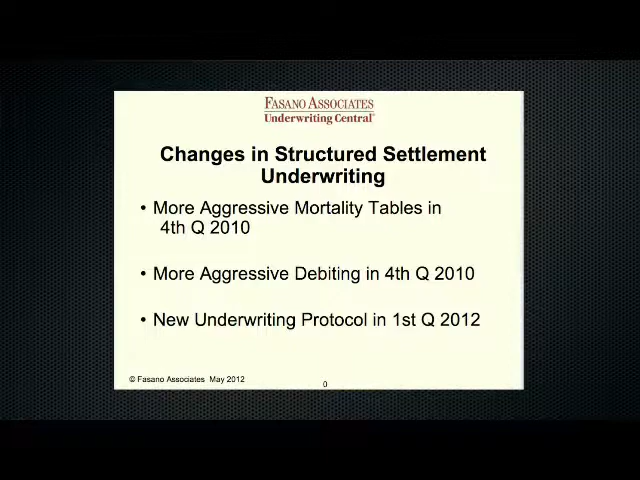 FASANO ASSOCIATES
Underwriting Central
Changes in Structured Settlement
Underwriting
• More Aggressive Mortality Tables in
4th Q 2010
• More Aggressive Debiting in 4th Q 2010
• New Underwriting Protocol in 1st Q 2012
© Fasano Associates May 2012
0